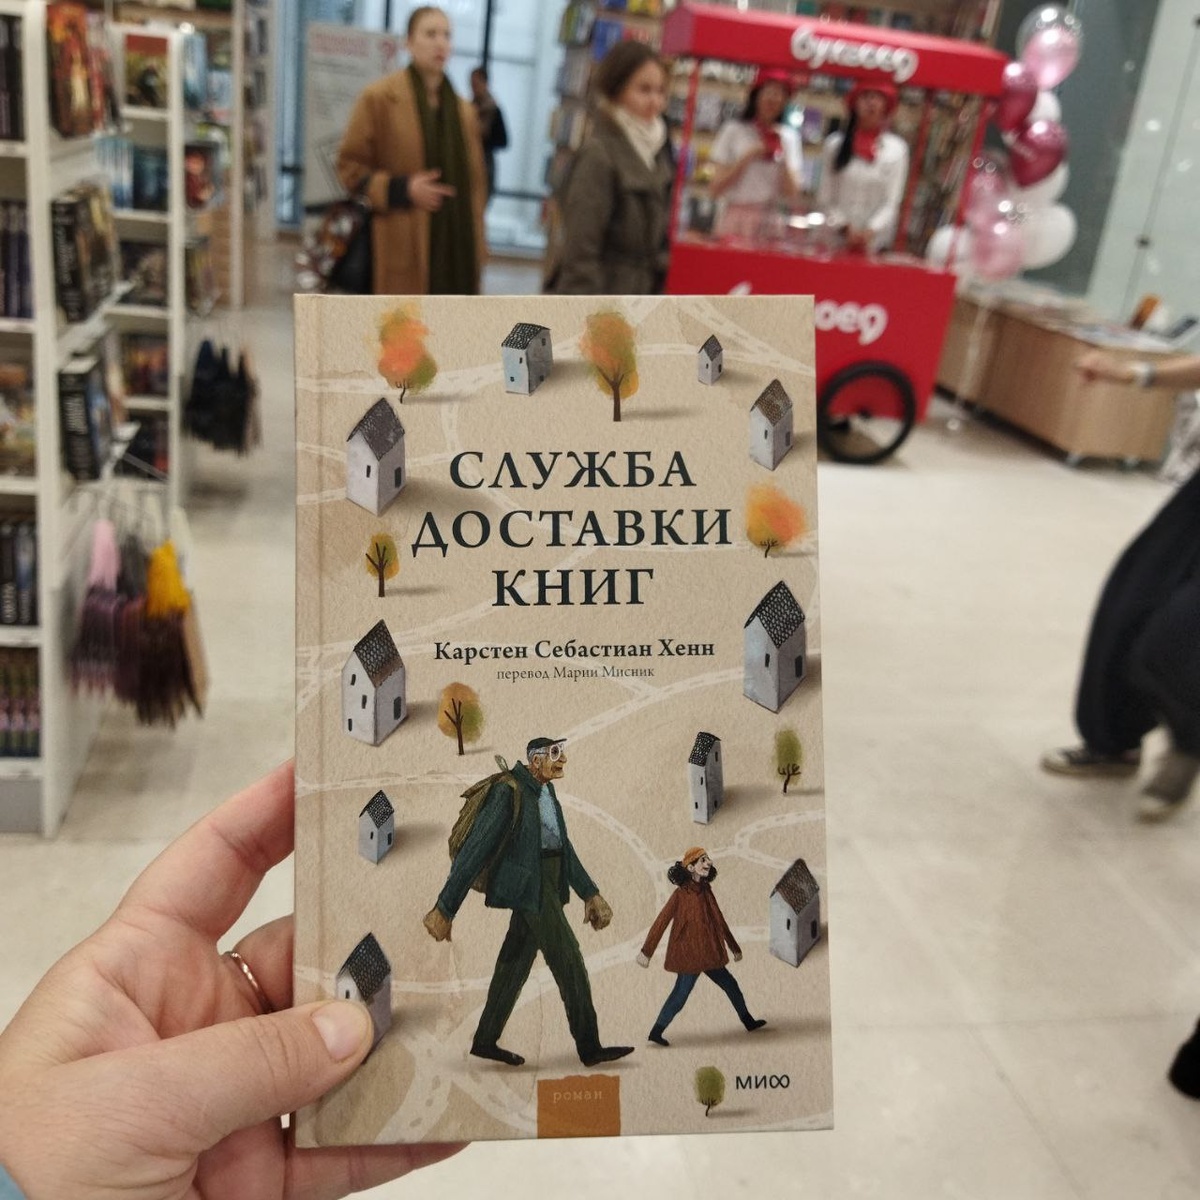 буквоед
СЛУЖБА
ДОСТАВКИ
КНИГ
Карстен Себастиан Хенн
перевод Марии Мисник
роман
МИФ